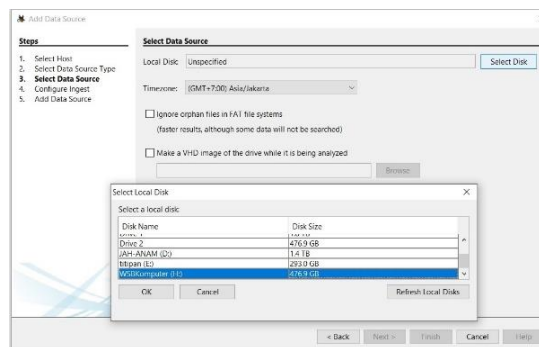 Add Data Source
Steps
1. Select Host
2. Select Data Source Type
3. Select Data Source
4. Configure Ingest
5. Add Data Source
Select Data Source
Local Disk: Unspecified Select Disk
Timezone: (GMT+7:00) Asia/Jakarta
Ignore orphan files in FAT file systems
(faster results, although some data will not be searched)
Make a VHD image of the drive while it is being analyzed
Browse
Select Local Disk
Select a local disk:
Disk Name Disk Size
Drive 2 476.9 GB
JAH-ANAM (D:) 1.4 TB
titipan (E:) 293.0 GB
WSDKomputer (H:) 476.9 GB
OK Cancel Refresh Local Disks
< Back Next > Finish Cancel Help